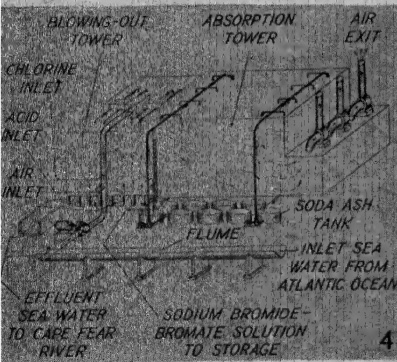 BLOWING-OUT
TOWER
ABSORPTION
TOWER
AIR
EXIT
CHLORINE
INLET
ACID
INLET
AIR
INLET
SODA ASH
TANK
FLUME
INLET SEA
WATER FROM
ATLANTIC OCEAN
EFFLUENT
SEA WATER
TO CAPE FEAR
RIVER
SODIUM BROMIDE-
BROMATE SOLUTION
TO STORAGE
4